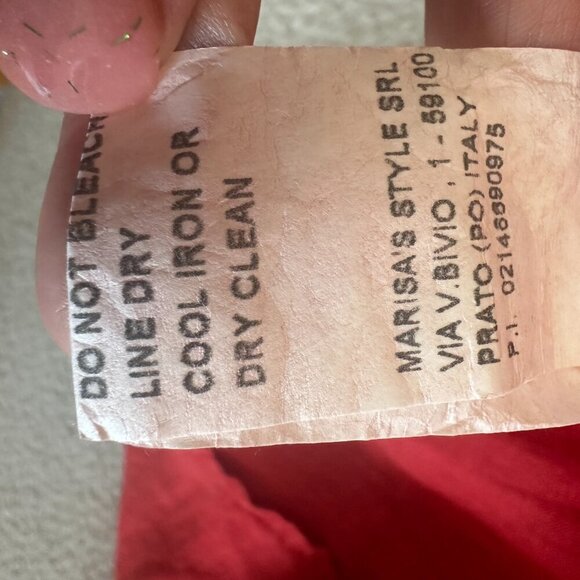 DO NOT BLEACH
LINE DRY
COOL IRON OR
DRY CLEAN
MARISA'S STYLE SRL
VIA V.BIVIO , 1 - 59100
PRATO (PO) ITALY
P.I. 02146890975